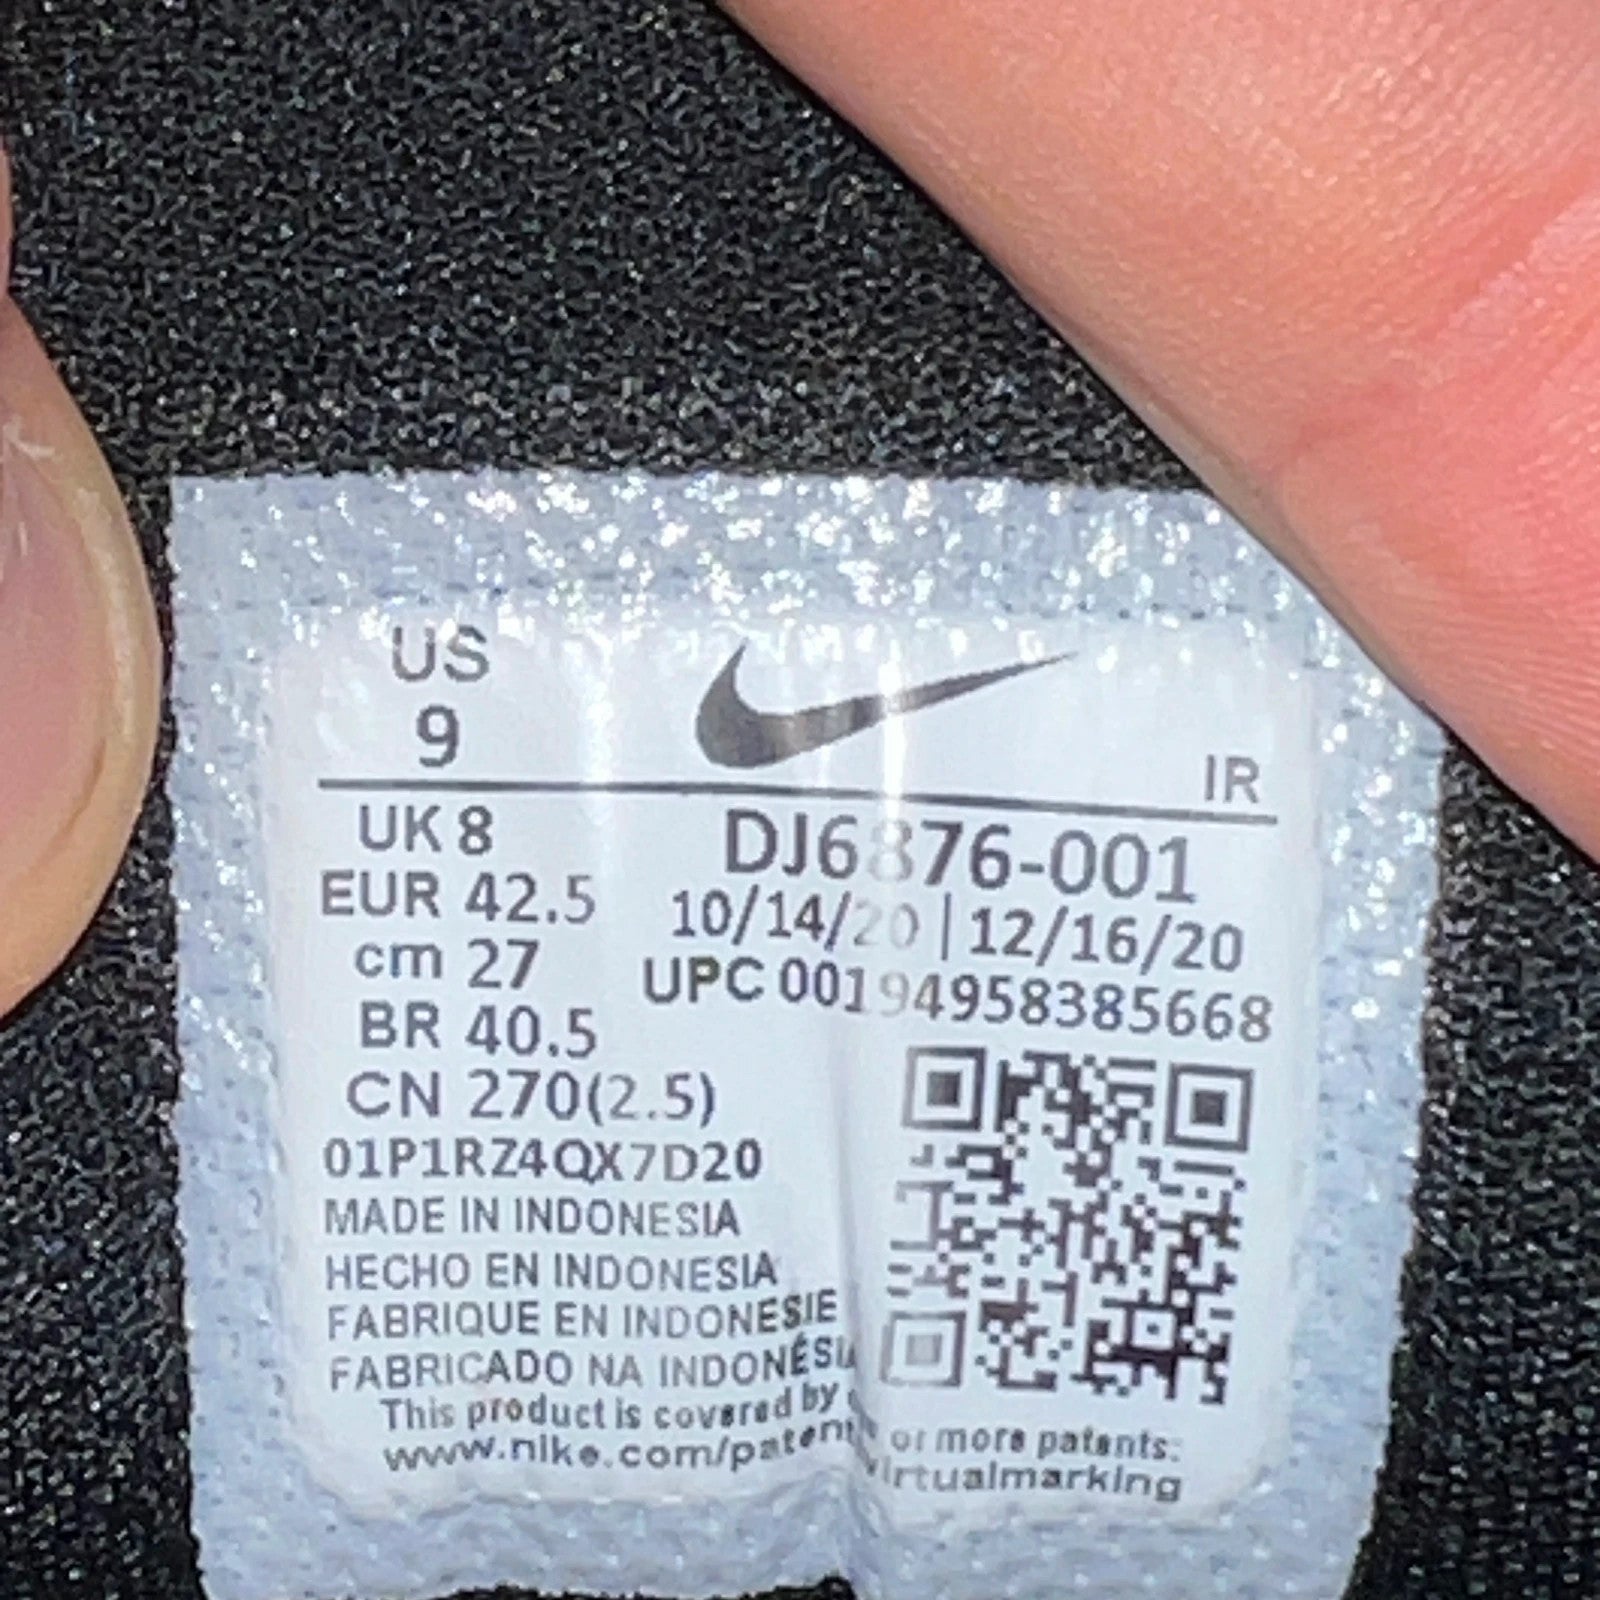 US
9
IR
UK 8
EUR 42.5
cm 27
BR 40.5
CN 270(2.5)
01P1RZ4QX7D20
DJ6876-001
10/14/20 | 12/16/20
UPC 00194958385668
MADE IN INDONESIA
HECHO EN INDONESIA
FABRIQUE EN INDONESIE
FABRICADO NA
This product is covered by or more patents:
www.nike.com/patent virtualmarking